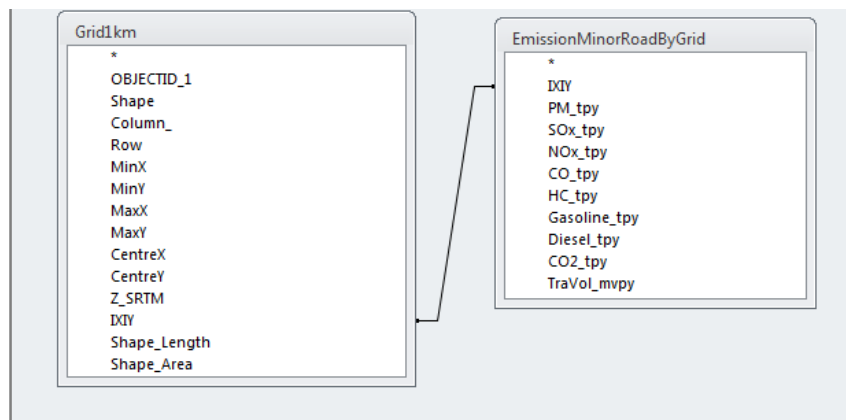 Grid1km
*
OBJECTID_1
Shape
Column_
Row
MinX
MinY
MaxX
MaxY
CentreX
CentreY
Z_SRTM
IXIY
Shape_Length
Shape_Area
EmissionMinorRoadByGrid
*
IXIY
PM_tpy
SOx_tpy
NOx_tpy
CO_tpy
HC_tpy
Gasoline_tpy
Diesel_tpy
CO2_tpy
TraVol_mvpy